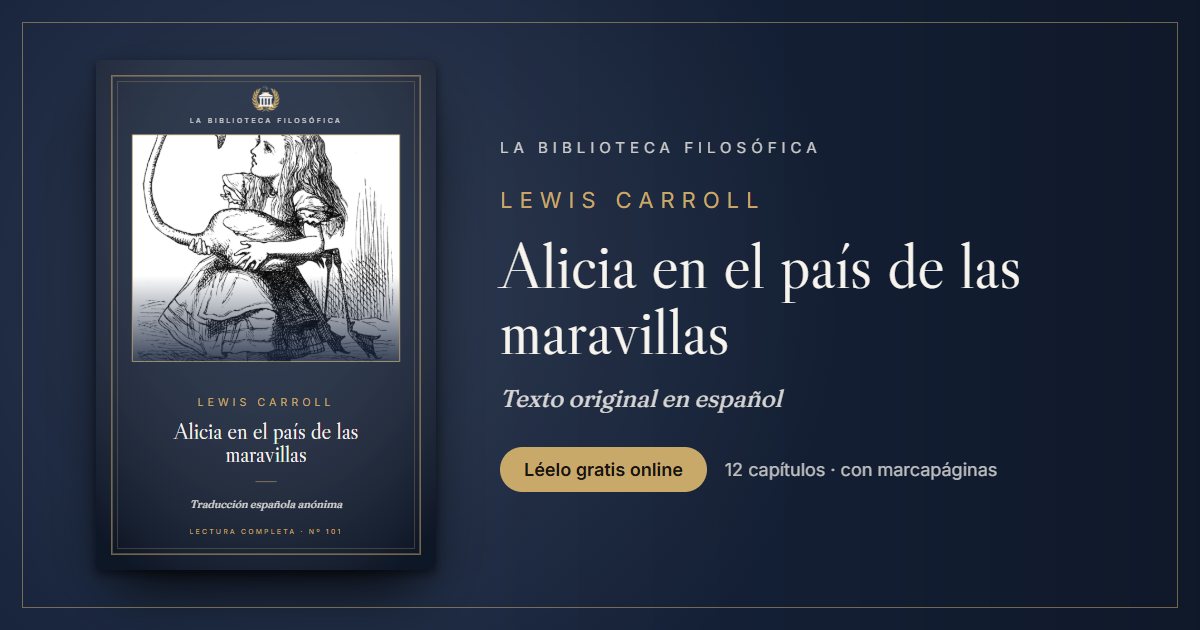 LA BIBLIOTECA FILOSÓFICA
LEWIS CARROLL
Alicia en el país de las
maravillas
Traducción española anónima
LECTURA COMPLETA · Nº 101
LA BIBLIOTECA FILOSÓFICA
LEWIS CARROLL
Alicia en el país de las
maravillas
Texto original en español
Léelo gratis online
12 capítulos · con marcapáginas